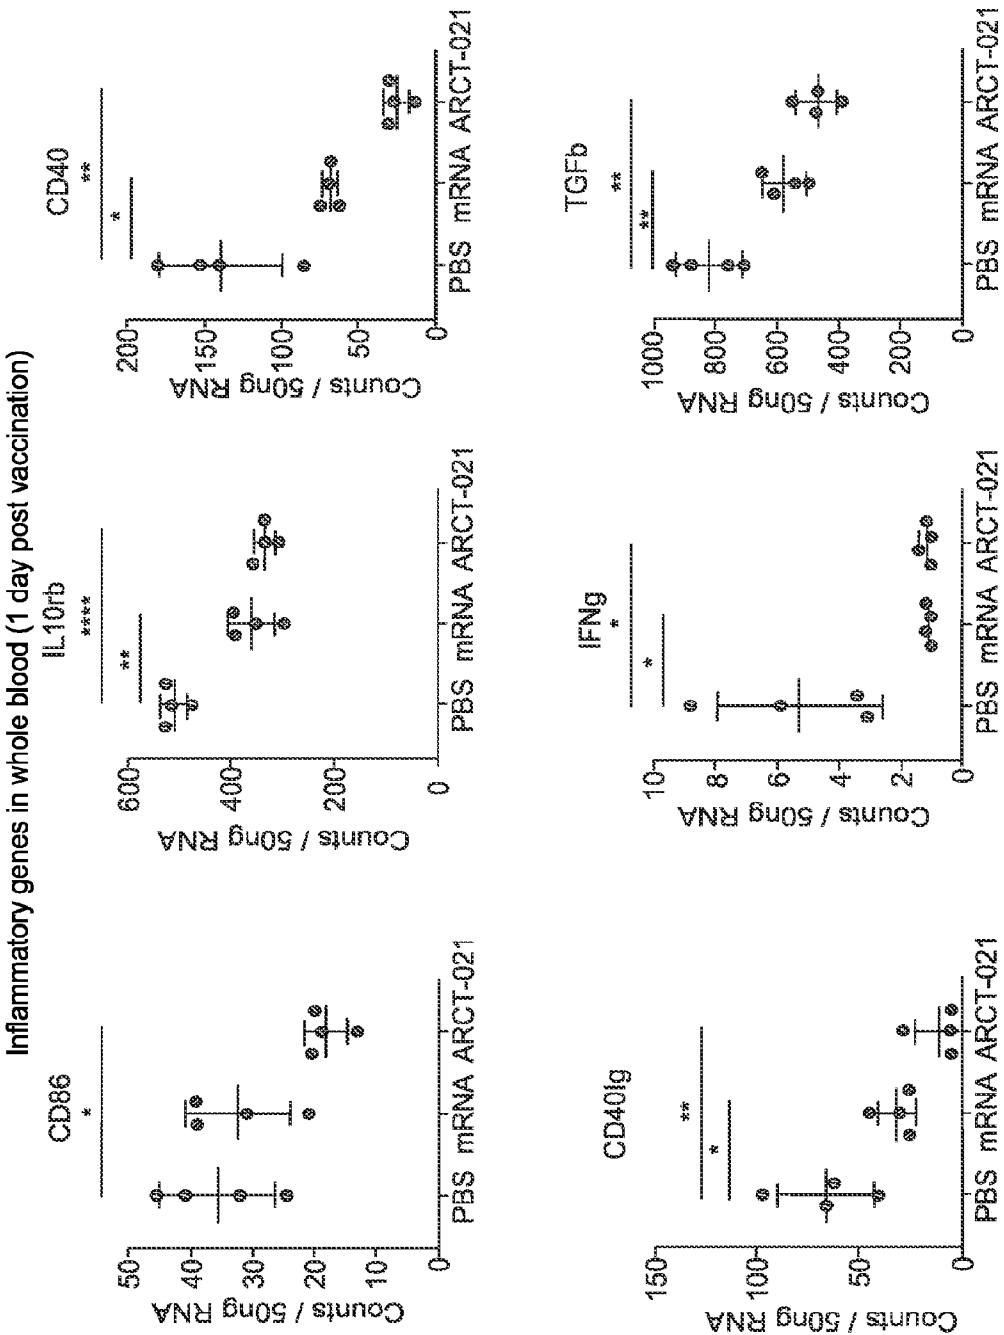 Inflammatory genes in whole blood (1 day post vaccination)
CD86
*
Counts / 50ng RNA
50
40
30
20
10
0
PBS mRNA ARCT-021
IL10rb
****
**
Counts / 50ng RNA
600
400
200
0
PBS mRNA ARCT-021
CD40
**
*
Counts / 50ng RNA
200
150
100
50
0
PBS mRNA ARCT-021
CD40lg
**
*
Counts / 50ng RNA
150
100
50
0
PBS mRNA ARCT-021
IFNg
*
*
Counts / 50ng RNA
10
8
6
4
2
0
PBS mRNA ARCT-021
TGFb
**
**
Counts / 50ng RNA
1000
800
600
400
200
0
PBS mRNA ARCT-021